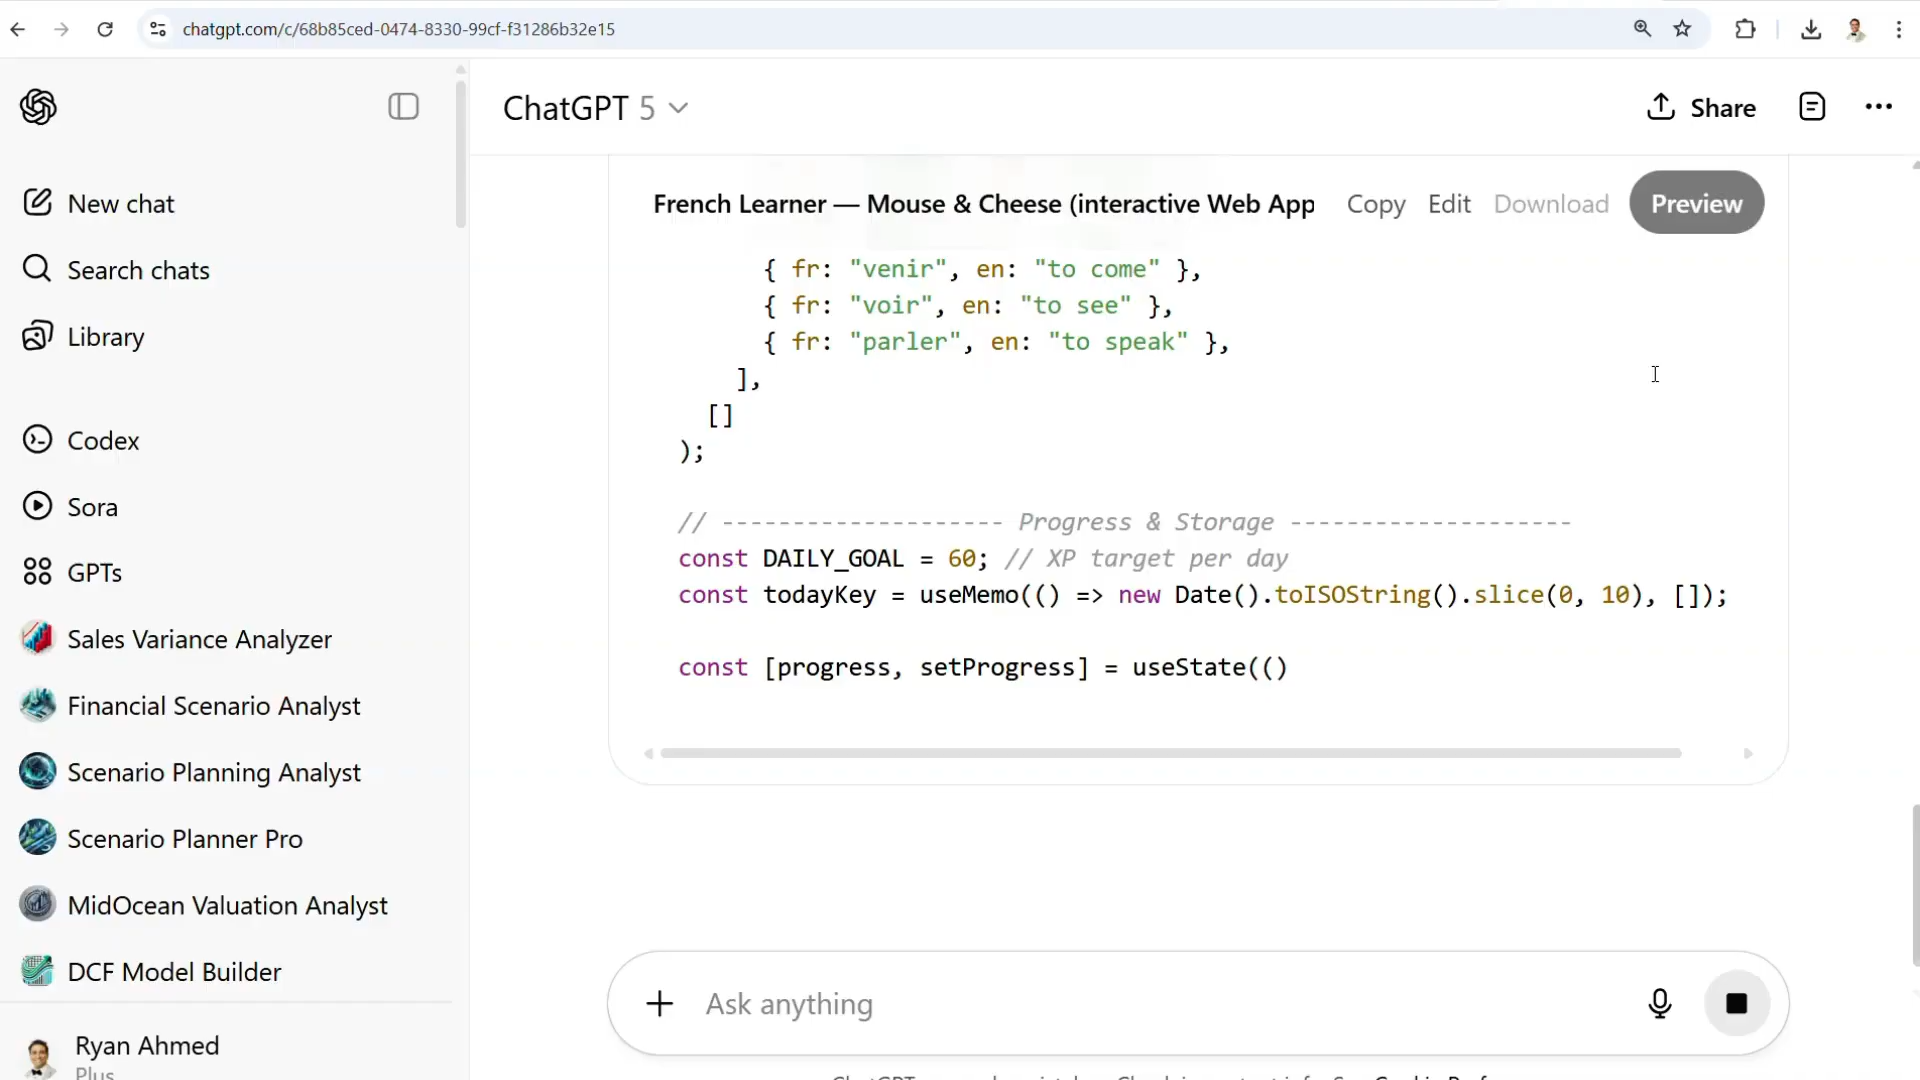 chatgpt.com/c/68b85ced-0474-8330-99cf-f31286b32e15
ChatGPT 5
Share
New chat
Search chats
Library
Codex
Sora
GPTs
Sales Variance Analyzer
Financial Scenario Analyst
Scenario Planning Analyst
Scenario Planner Pro
MidOcean Valuation Analyst
DCF Model Builder
Ryan Ahmed
Plus
French Learner — Mouse & Cheese (interactive Web App
Copy
Edit
Download
Preview
{ fr: "venir", en: "to come" },
{ fr: "voir", en: "to see" },
{ fr: "parler", en: "to speak" },
],
[]
);
// -------------------- Progress & Storage --------------------
const DAILY_GOAL = 60; // XP target per day
const todayKey = useMemo(() => new Date().toISOString().slice(0, 10), []);
const [progress, setProgress] = useState(()
Ask anything